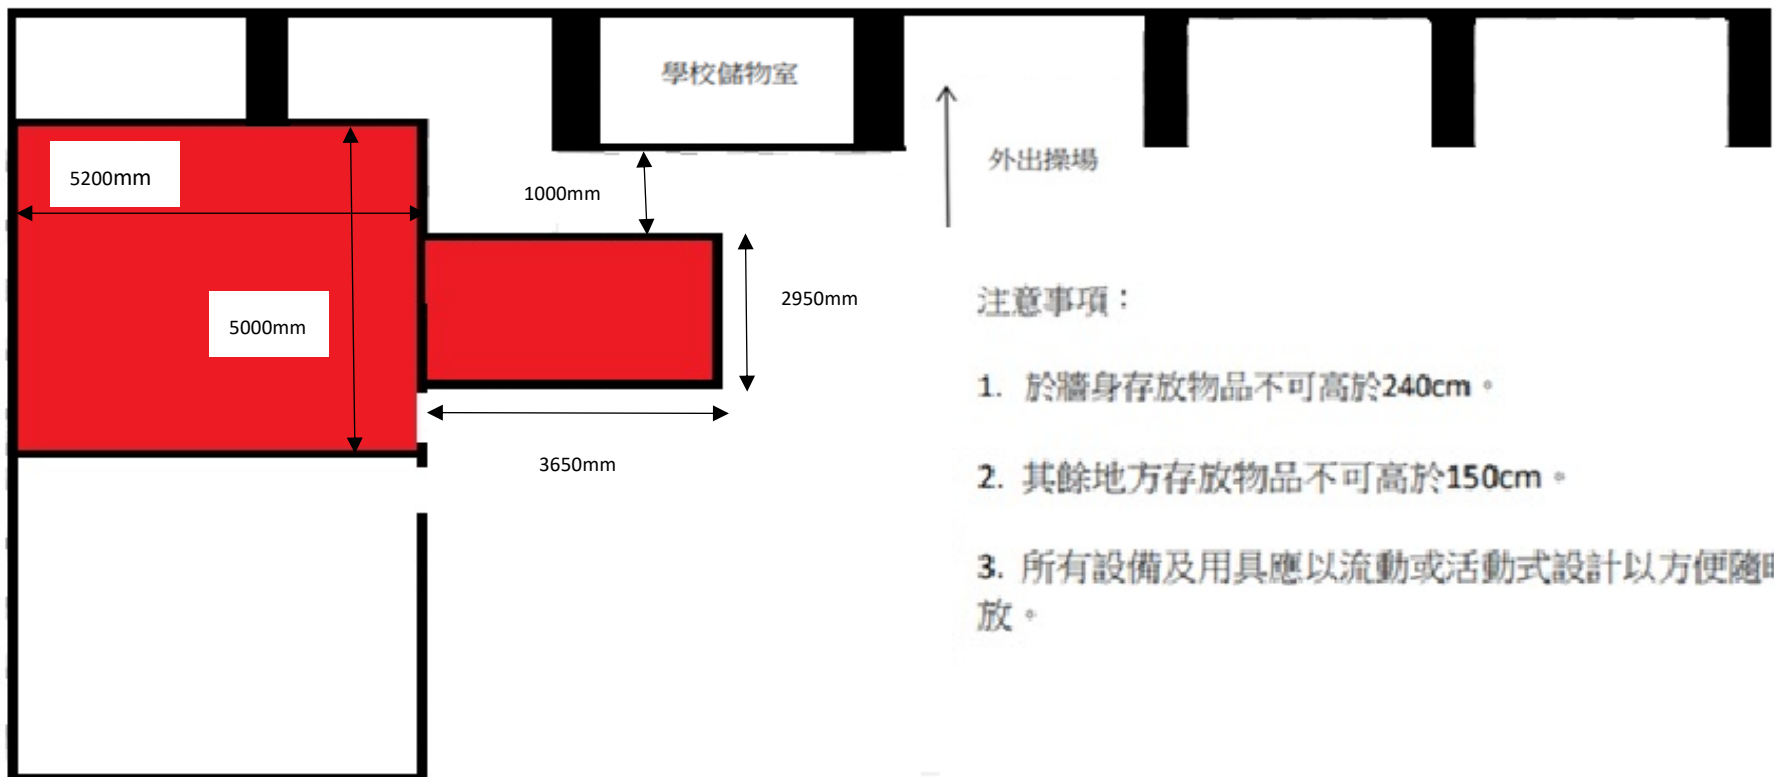 學校儲物室
5200mm
外出操場
1000mm
5000mm
2950mm
3650mm
注意事項：
1. 於牆身存放物品不可高於240cm。
2. 其餘地方存放物品不可高於150cm。
3. 所有設備及用具應以流動或活動式設計以方便隨
放。